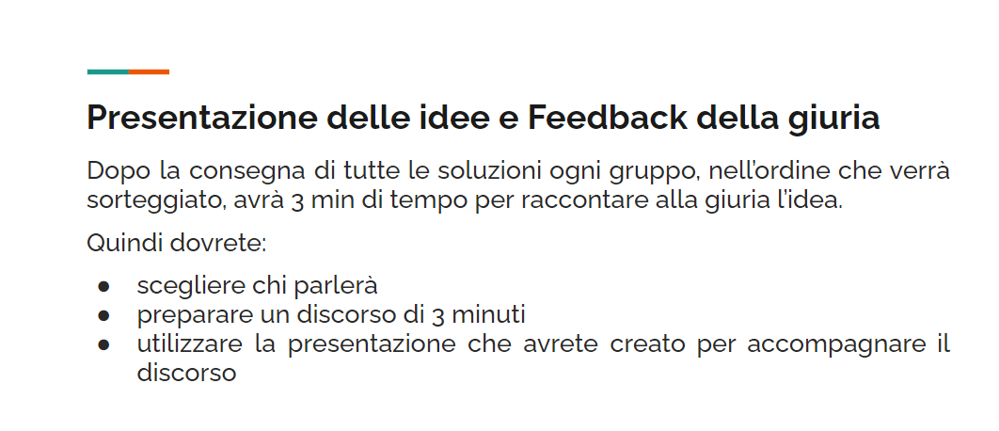 Presentazione delle idee e Feedback della giuria
Dopo la consegna di tutte le soluzioni ogni gruppo, nell’ordine che verrà
sorteggiato, avrà 3 min di tempo per raccontare alla giuria l’idea.
Quindi dovrete:
● scegliere chi parlerà
● preparare un discorso di 3 minuti
● utilizzare la presentazione che avrete creato per accompagnare il
discorso